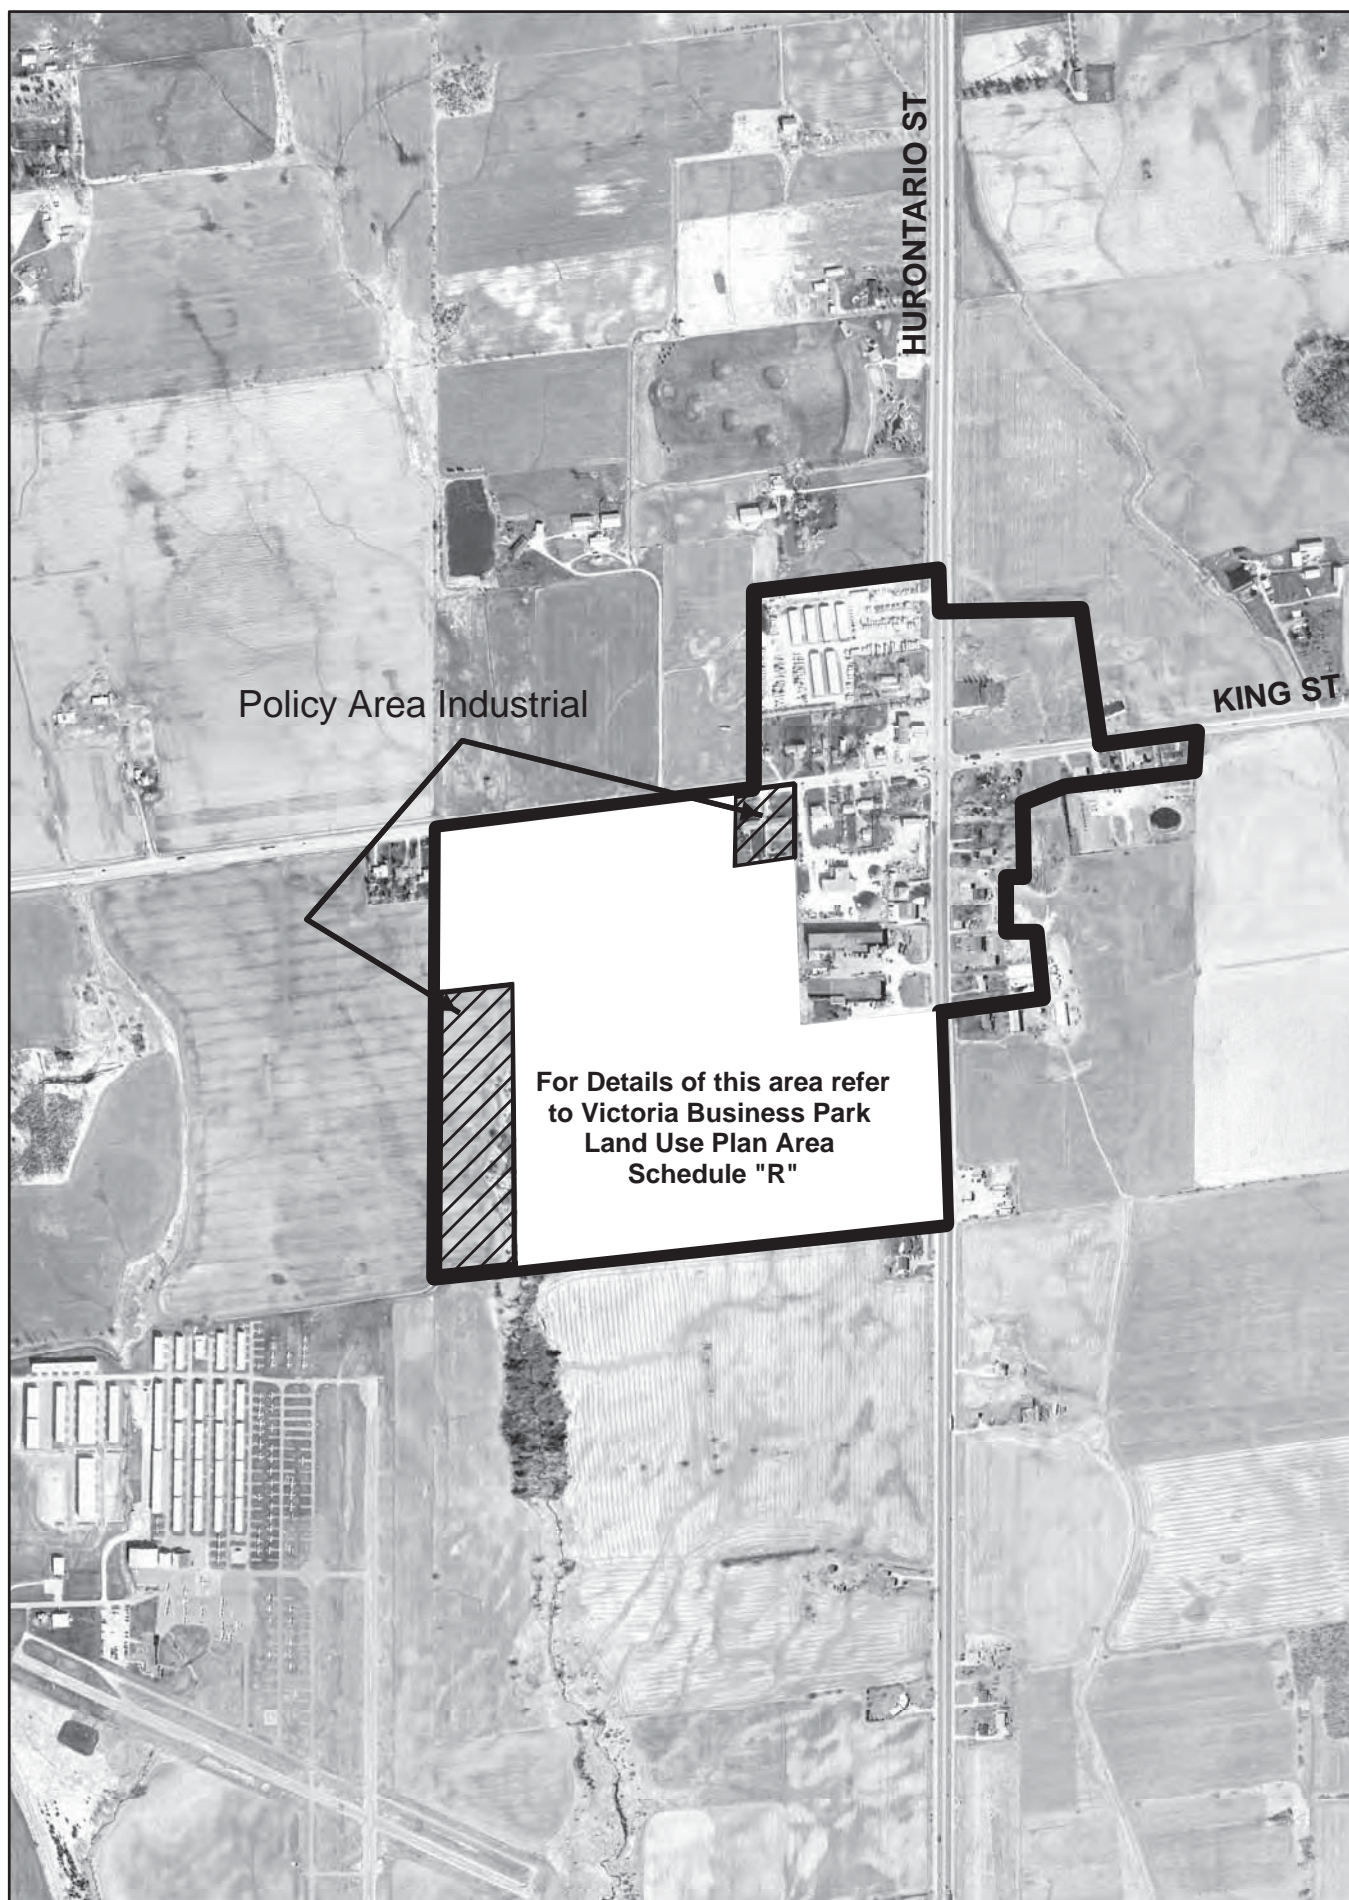 HURONTARIO ST
KING ST
Policy Area Industrial
For Details of this area refer
to Victoria Business Park
Land Use Plan Area
Schedule "R"